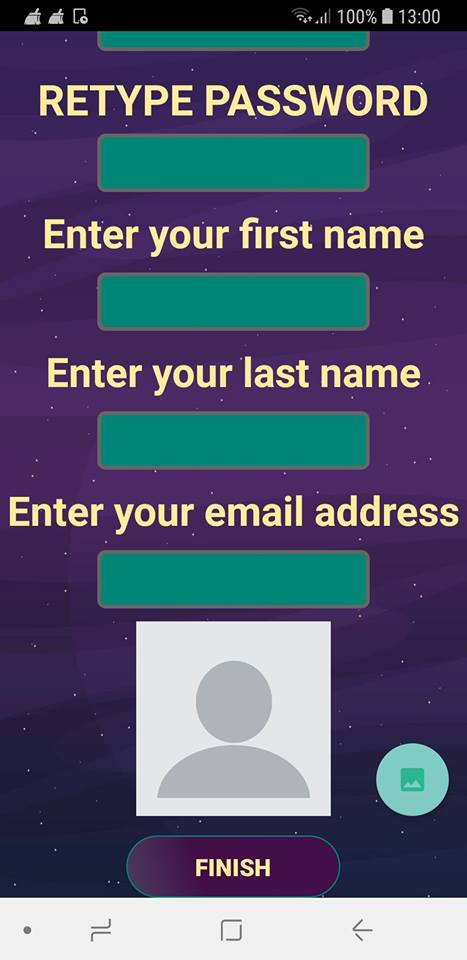 100% 13:00
RETYPE PASSWORD
Enter your first name
Enter your last name
Enter your email address
FINISH